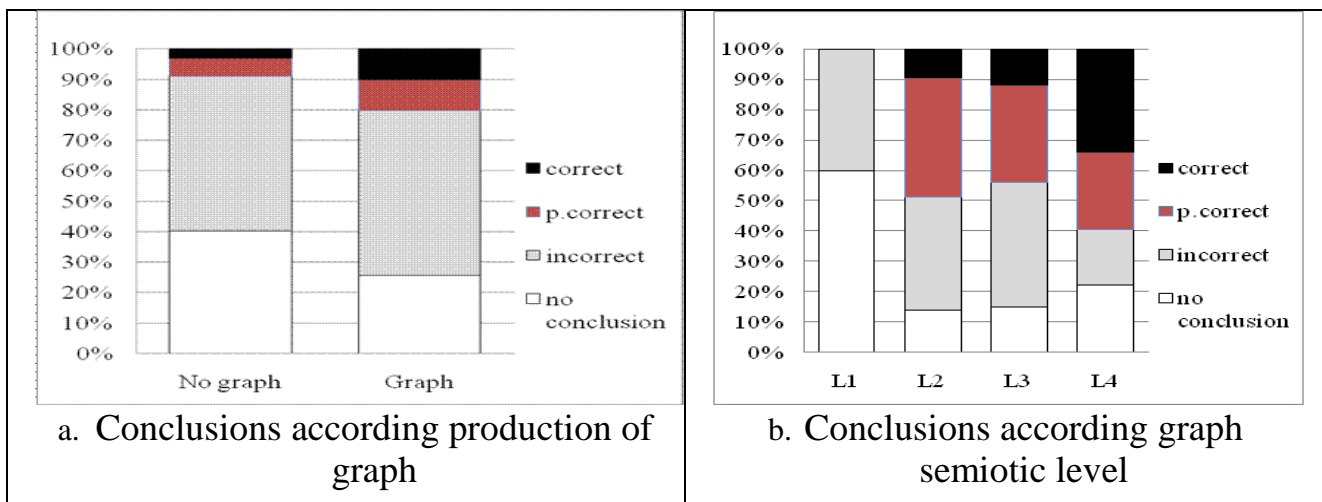 100%
90%
80%
70%
60%
50%
40%
30%
20%
10%
0%
No graph Graph
correct
p.correct
incorrect
no
conclusion
a. Conclusions according production of
graph
100%
90%
80%
70%
60%
50%
40%
30%
20%
10%
0%
L1 L2 L3 L4
correct
p.correct
incorrect
no
conclusion
b. Conclusions according graph
semiotic level